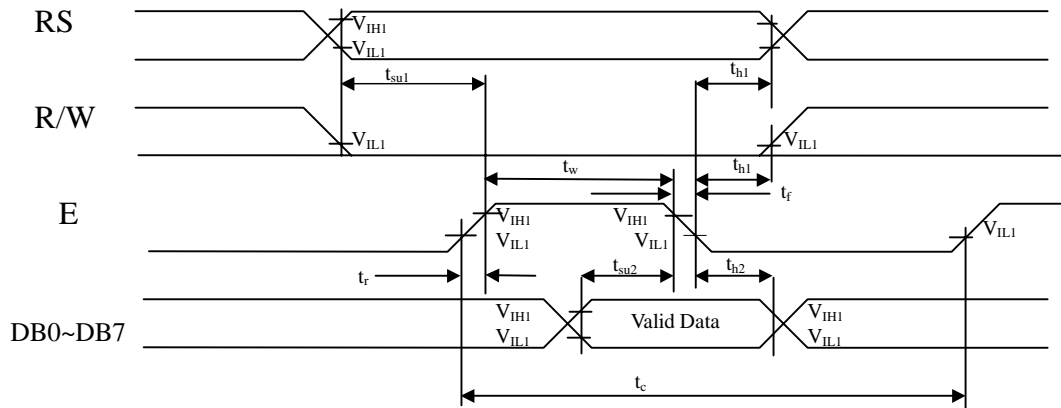 RS
V_IH1
V_IL1
t_su1
t_h1
R/W
V_IL1
V_IL1
t_w
t_h1
t_f
E
V_IH1
V_IL1
V_IH1
V_IL1
V_IL1
t_r
t_su2
t_h2
DB0~DB7
V_IH1
V_IL1
Valid Data
V_IH1
V_IL1
t_c